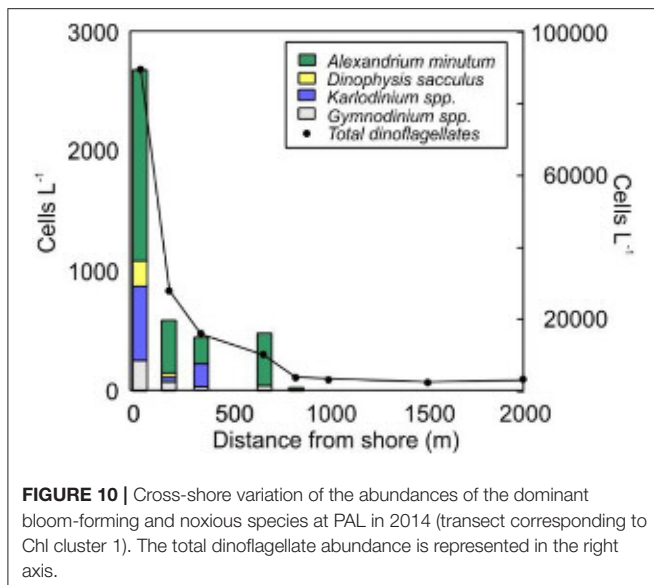 3000
2000
1000
0
Cells L⁻¹
100000
60000
20000
Cells L⁻¹
Alexandrium minutum
Dinophysis sacculus
Karlodinium spp.
Gymnodinium spp.
Total dinoflagellates
0 500 1000 1500 2000
Distance from shore (m)
FIGURE 10 | Cross-shore variation of the abundances of the dominant
bloom-forming and noxious species at PAL in 2014 (transect corresponding to
Chl cluster 1). The total dinoflagellate abundance is represented in the right
axis.